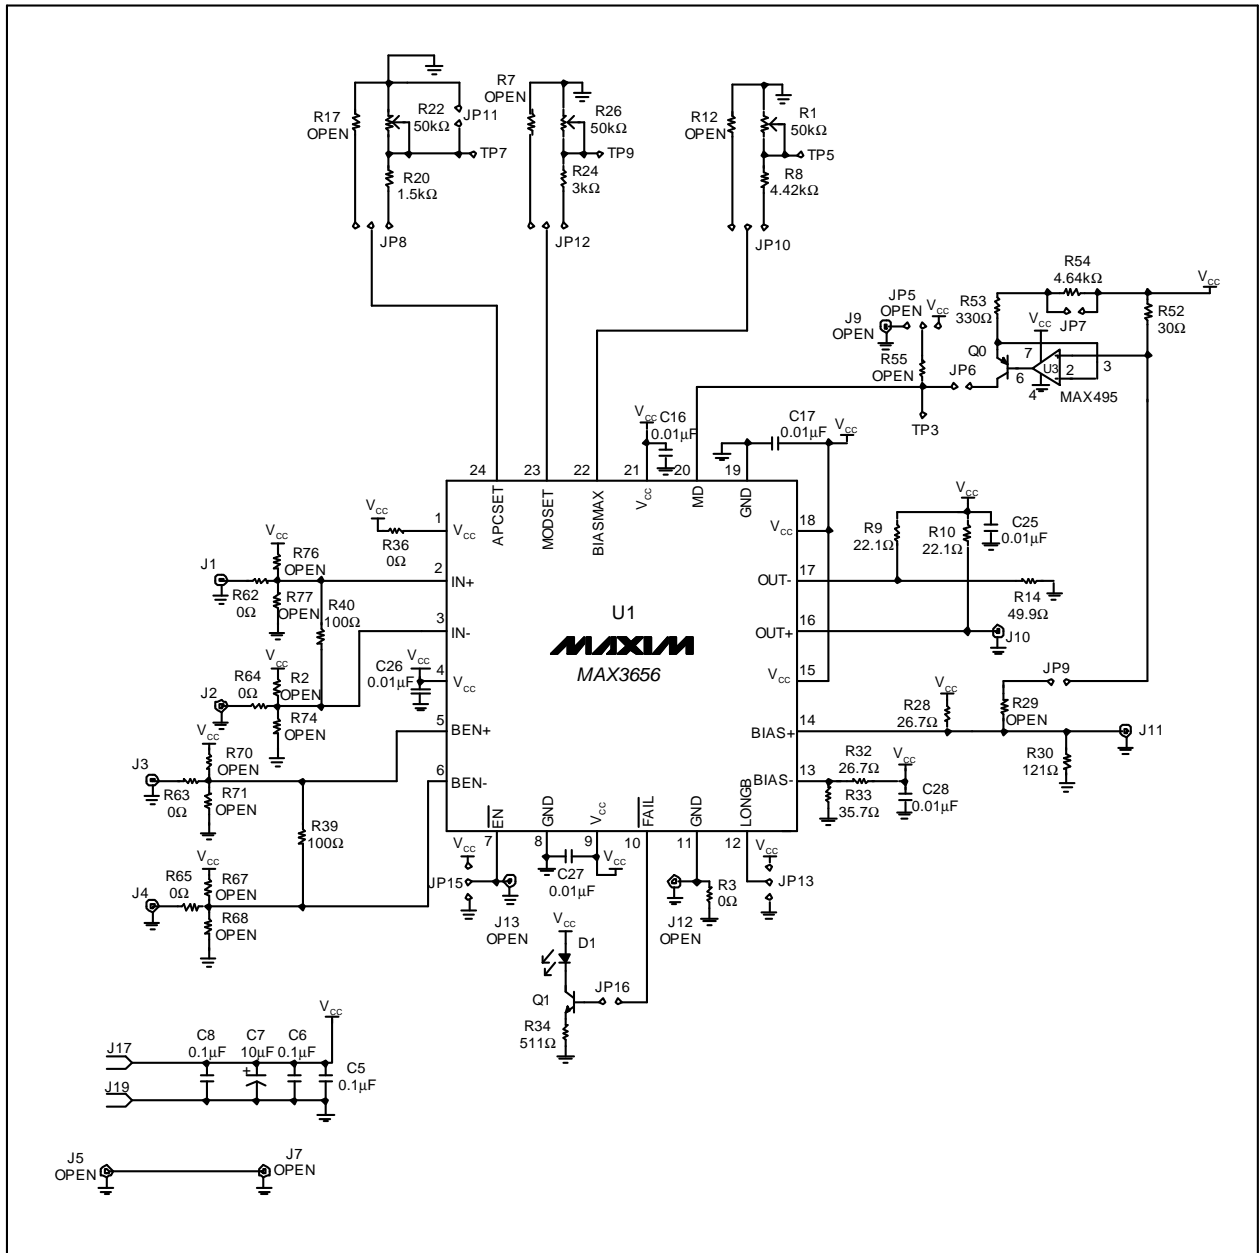 R17
OPEN
R22
50kΩ
JP11
TP7
R20
1.5kΩ
JP8
R7
OPEN
R26
50kΩ
TP9
R24
3kΩ
JP12
R12
OPEN
R1
50kΩ
TP5
R8
4.42kΩ
JP10
R54
4.64kΩ
VCC
JP7
R53
330Ω
R52
30Ω
JP5
OPEN
VCC
J9
OPEN
R55
OPEN
JP6
Q0
VCC
7
6
U3
2
3
4
MAX495
TP3
VCC
C16
0.01µF
C17
0.01µF
VCC
24
23
22
21
20
19
APCSET
MODSET
BIASMAX
VCC
MD
GND
VCC
R36
0Ω
1
VCC
VCC
R76
OPEN
J1
R62
0Ω
R77
OPEN
R40
100Ω
2
IN+
3
IN-
VCC
R64
0Ω
R2
OPEN
J2
R74
OPEN
C26
0.01µF
VCC
4
VCC
5
BEN+
VCC
R70
OPEN
J3
R63
0Ω
R71
OPEN
6
BEN-
R39
100Ω
VCC
R65
0Ω
R67
OPEN
J4
R68
OPEN
U1
MAXIM
MAX3656
VCC
18
OUT-
17
OUT+
16
VCC
15
BIAS+
14
BIAS-
13
R9
22.1Ω
R10
22.1Ω
VCC
C25
0.01µF
R14
49.9Ω
J10
JP9
VCC
R28
26.7Ω
R29
OPEN
J11
R30
121Ω
R32
26.7Ω
VCC
R33
35.7Ω
C28
0.01µF
EN
GND
VCC
FAIL
GND
LONGB
7
8
9
10
11
12
VCC
JP15
J13
OPEN
C27
0.01µF
VCC
J12
OPEN
R3
0Ω
VCC
JP13
VCC
D1
Q1
JP16
R34
511Ω
VCC
J17
C8
0.1µF
C7
10µF
+
C6
0.1µF
C5
0.1µF
J19
J5
OPEN
J7
OPEN